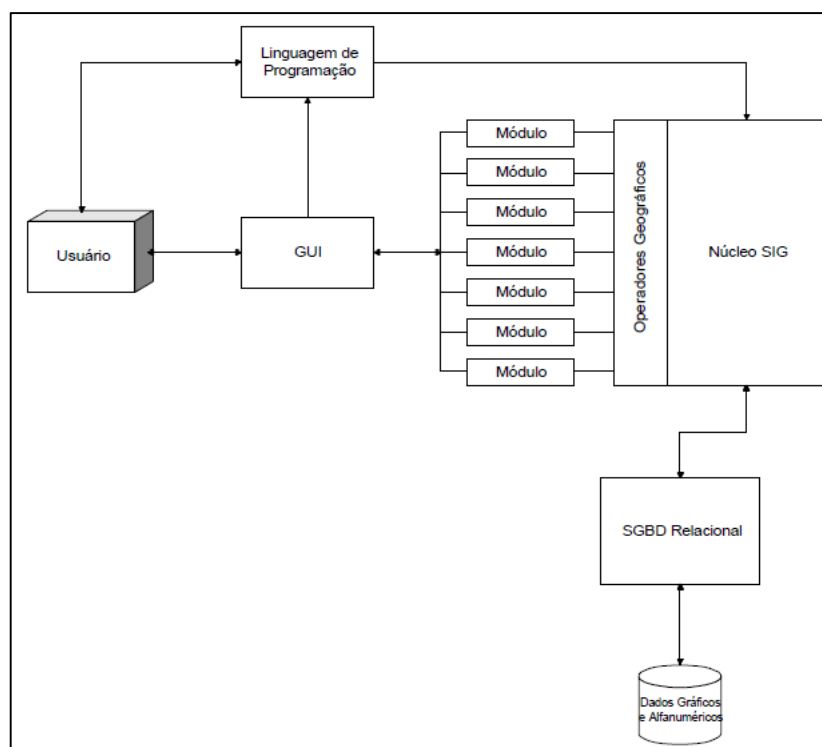 Linguagem de
Programação
Módulo
Módulo
Módulo
Módulo
Módulo
Módulo
Módulo
Usuário
GUI
Operadores Geográficos
Núcleo SIG
SGBD Relacional
Dados Gráficos
e Alfanuméricos